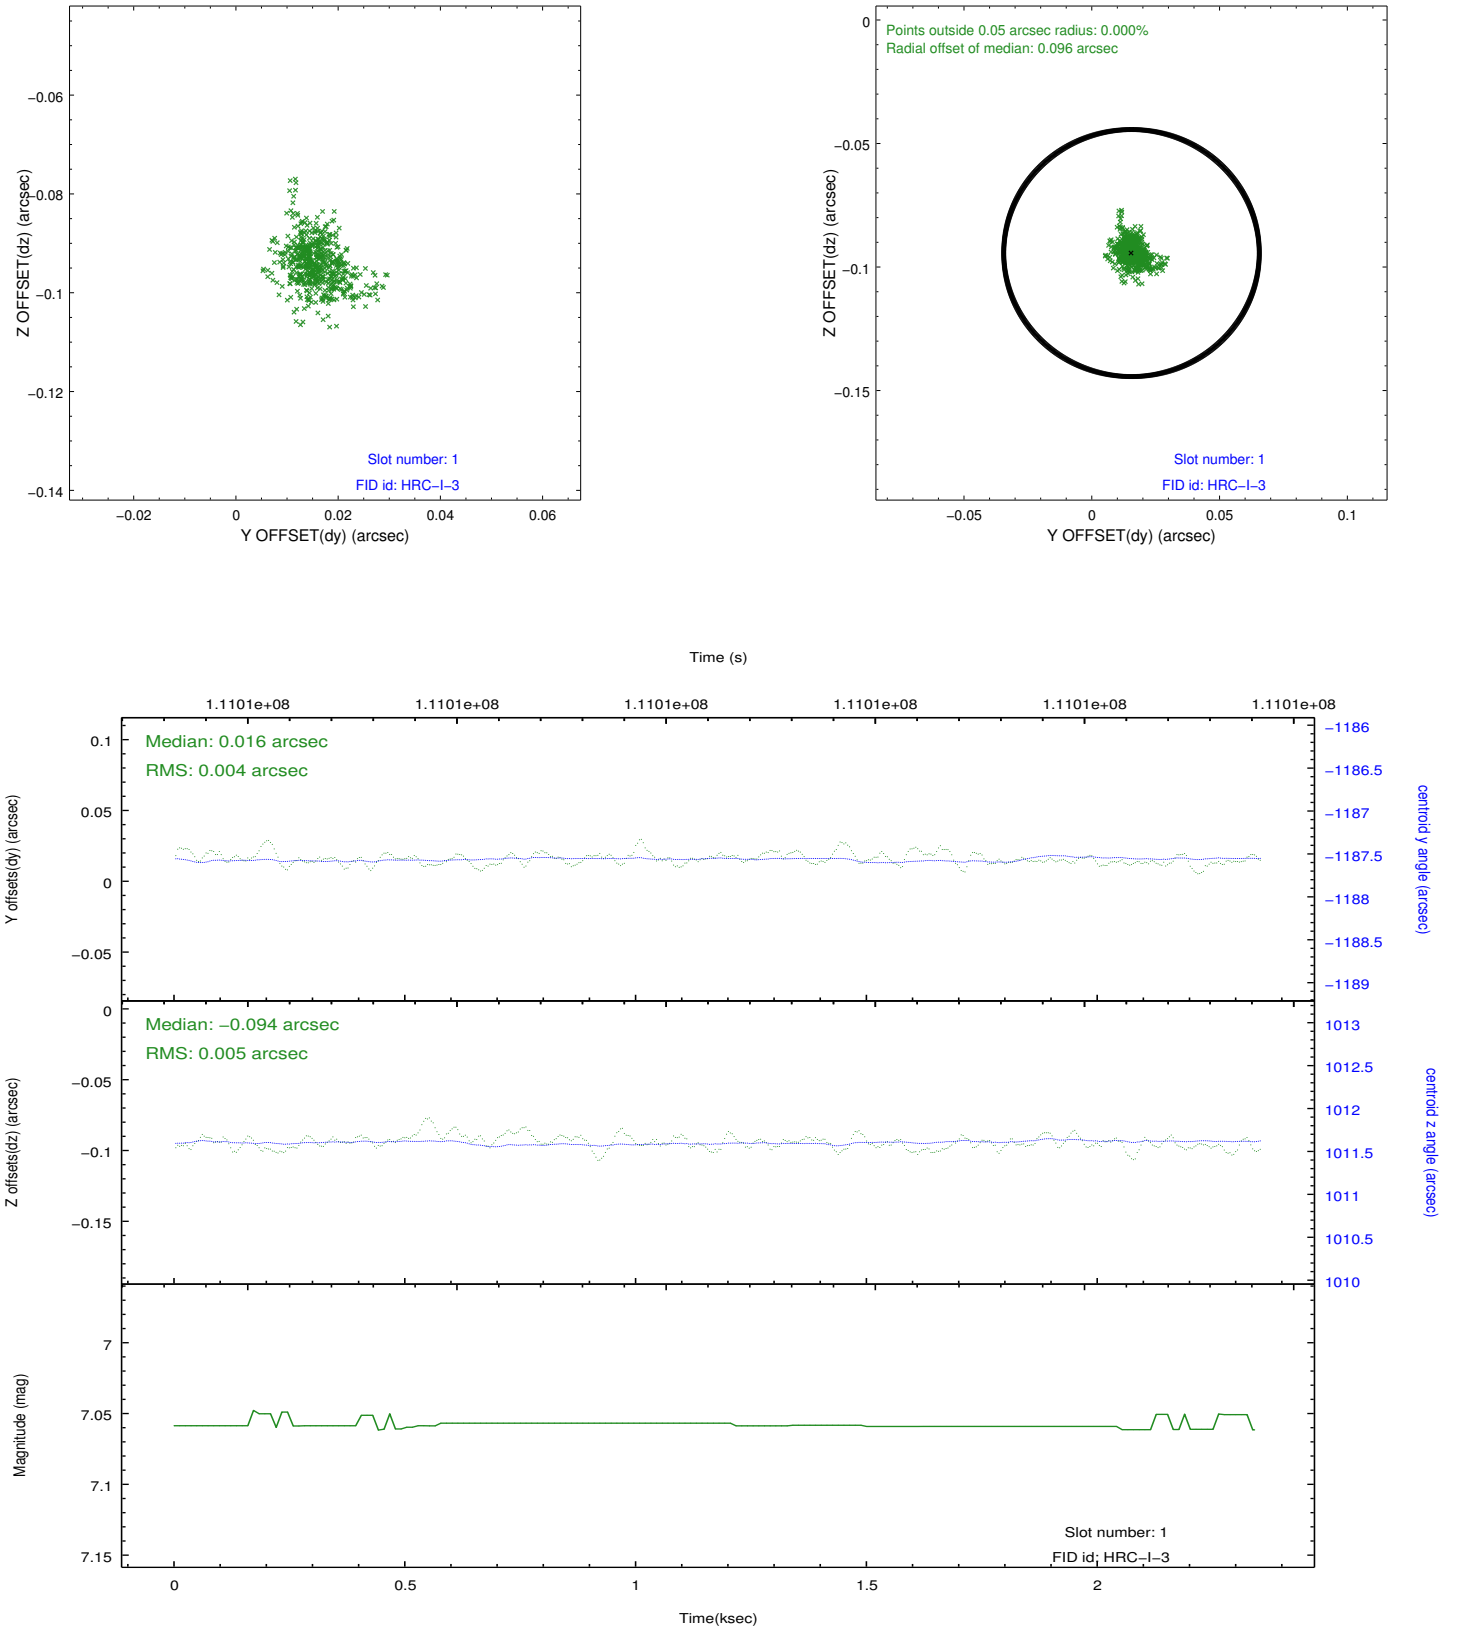 −0.06
−0.08
−0.1
−0.12
−0.14
Z OFFSET(dz) (arcsec)
Slot number: 1
FID id: HRC−I−3
−0.02 0 0.02 0.04 0.06
Y OFFSET(dy) (arcsec)
Points outside 0.05 arcsec radius: 0.000%
Radial offset of median: 0.096 arcsec
0
−0.05
−0.1
−0.15
Z OFFSET(dz) (arcsec)
Slot number: 1
FID id: HRC−I−3
−0.05 0 0.05 0.1
Y OFFSET(dy) (arcsec)
Time (s)
1.1101e+08 1.1101e+08 1.1101e+08 1.1101e+08 1.1101e+08 1.1101e+08
Median: 0.016 arcsec
RMS: 0.004 arcsec
0.1
0.05
0
−0.05
Y offsets(dy) (arcsec)
−1186
−1186.5
−1187
−1187.5
−1188
−1188.5
−1189
centroid y angle (arcsec)
Median: −0.094 arcsec
RMS: 0.005 arcsec
0
−0.05
−0.1
−0.15
Z offsets(dz) (arcsec)
1013
1012.5
1012
1011.5
1011
1010.5
1010
centroid z angle (arcsec)
7
7.05
7.1
7.15
Magnitude (mag)
Slot number: 1
FID id: HRC−I−3
0 0.5 1 1.5 2
Time(ksec)